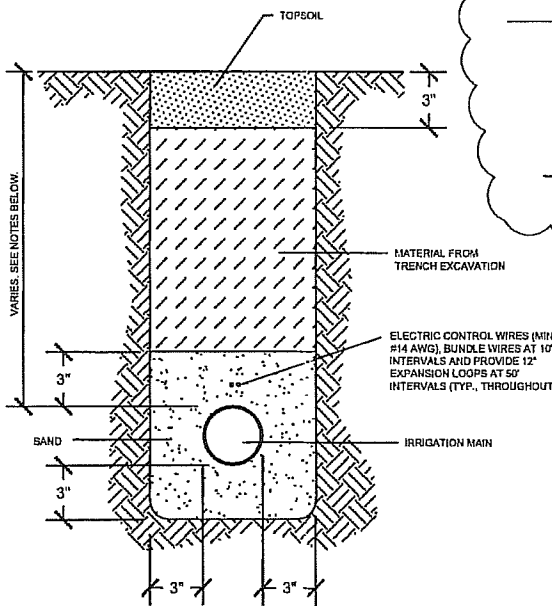 TOPSOIL
3"
VARIES. SEE NOTES BELOW.
MATERIAL FROM
TRENCH EXCAVATION
ELECTRIC CONTROL WIRES (MIN
#14 AWG), BUNDLE WIRES AT 10'
INTERVALS AND PROVIDE 12"
EXPANSION LOOPS AT 50'
INTERVALS (TYP., THROUGHOUT
3"
SAND
IRRIGATION MAIN
3"
3"
3"